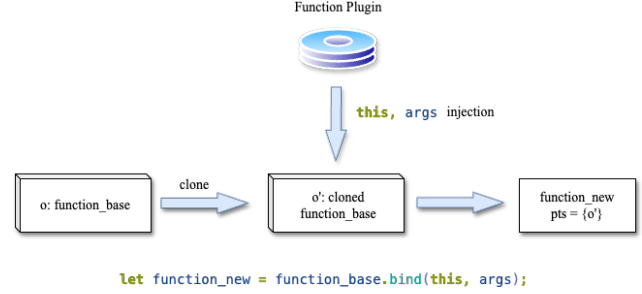 Function Plugin
this, args injection
clone
o: function_base
o': cloned
function_base
function_new
pts = {o'}
let function_new = function_base.bind(this, args);